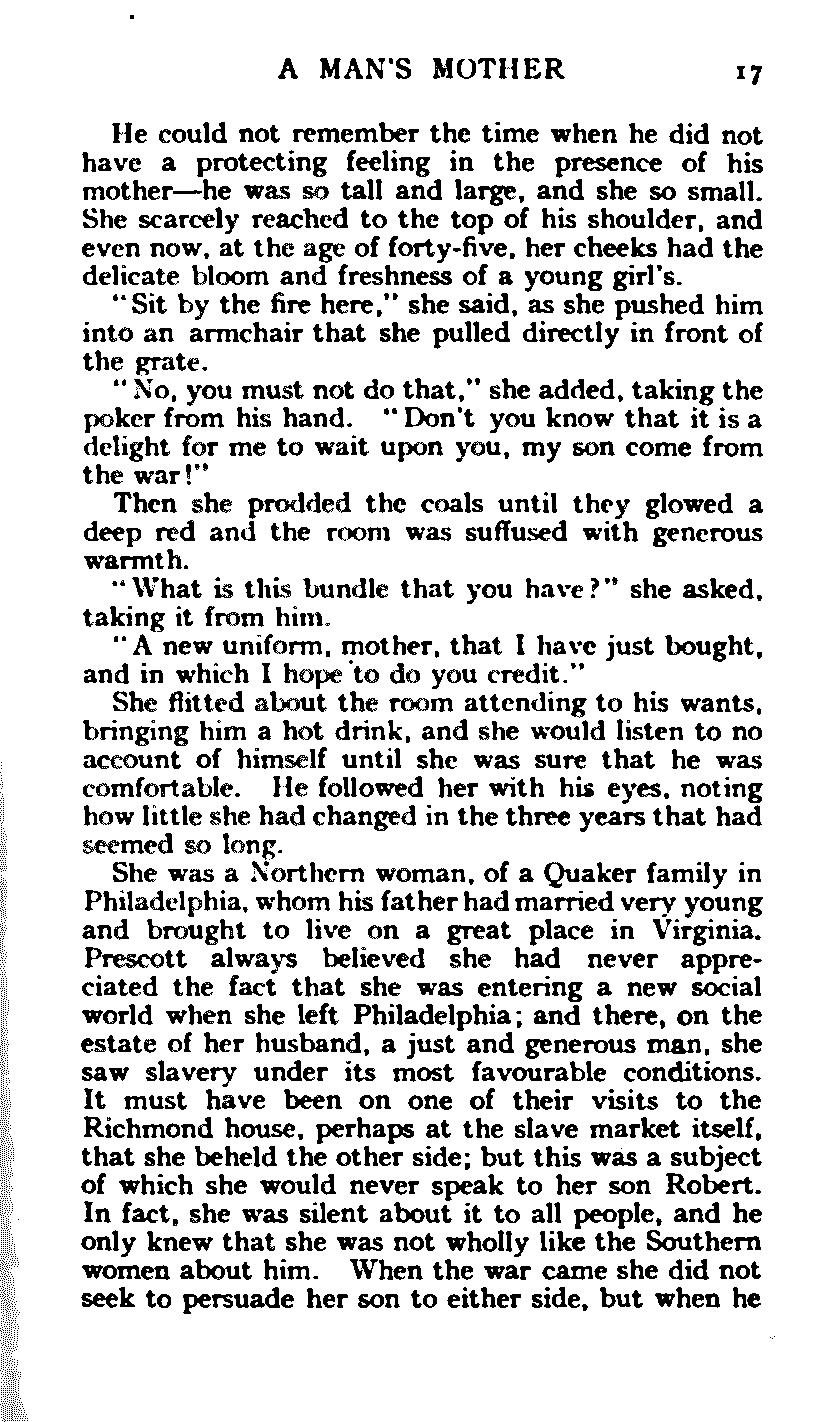 A MAN'S MOTHER 17
He could not remember the time when he did not
have a protecting feeling in the presence of his
mother—he was so tall and large, and she so small.
She scarcely reached to the top of his shoulder, and
even now, at the age of forty-five, her cheeks had the
delicate bloom and freshness of a young girl's.
"Sit by the fire here," she said, as she pushed him
into an armchair that she pulled directly in front of
the grate.
"No, you must not do that," she added, taking the
poker from his hand. "Don't you know that it is a
delight for me to wait upon you, my son come from
the war!"
Then she prodded the coals until they glowed a
deep red and the room was suffused with generous
warmth.
"What is this bundle that you have?" she asked,
taking it from him.
"A new uniform, mother, that I have just bought,
and in which I hope to do you credit."
She flitted about the room attending to his wants,
bringing him a hot drink, and she would listen to no
account of himself until she was sure that he was
comfortable. He followed her with his eyes, noting
how little she had changed in the three years that had
seemed so long.
She was a Northern woman, of a Quaker family in
Philadelphia, whom his father had married very young
and brought to live on a great place in Virginia.
Prescott always believed she had never appre-
ciated the fact that she was entering a new social
world when she left Philadelphia; and there, on the
estate of her husband, a just and generous man, she
saw slavery under its most favourable conditions.
It must have been on one of their visits to the
Richmond house, perhaps at the slave market itself,
that she beheld the other side; but this was a subject
of which she would never speak to her son Robert.
In fact, she was silent about it to all people, and he
only knew that she was not wholly like the Southern
women about him. When the war came she did not
seek to persuade her son to either side, but when he